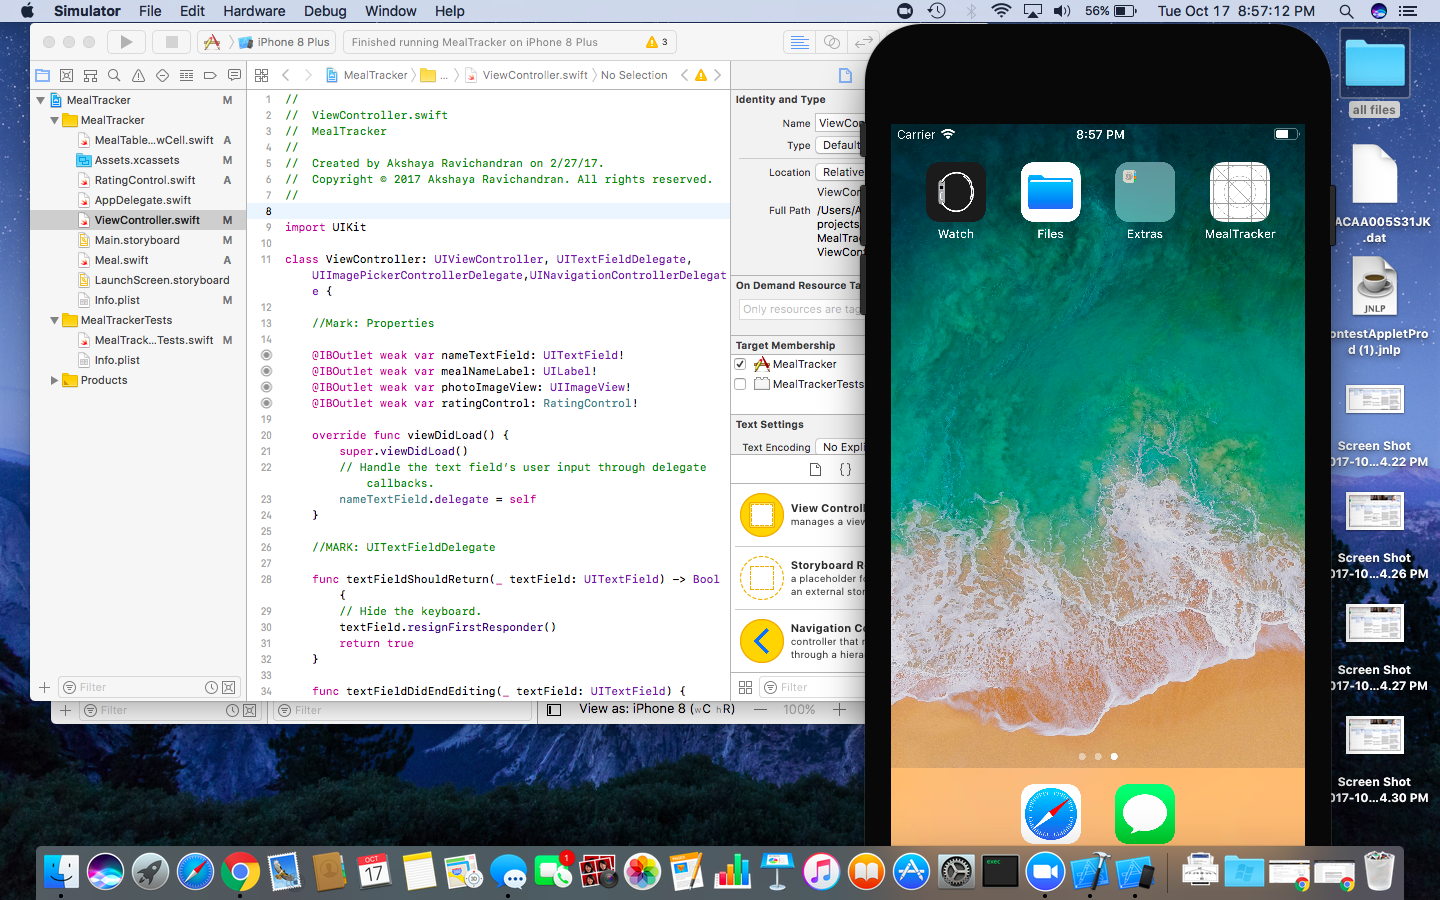 Simulator File Edit Hardware Debug Window Help
56% Tue Oct 17 8:57:12 PM
iPhone 8 Plus
Finished running MealTracker on iPhone 8 Plus
3
MealTracker
...
ViewController.swift
No Selection
MealTracker M
MealTracker
MealTable...wCell.swift A
Assets.xcassets M
RatingControl.swift A
AppDelegate.swift
ViewController.swift M
Main.storyboard M
Meal.swift A
LaunchScreen.storyboard
Info.plist M
MealTrackerTests
MealTrack...Tests.swift M
Info.plist
Products
Filter
1 //
2 //  ViewController.swift
3 //  MealTracker
4 //
5 //  Created by Akshaya Ravichandran on 2/27/17.
6 //  Copyright © 2017 Akshaya Ravichandran. All rights reserved.
7 //
8
9 import UIKit
10
11 class ViewController: UIViewController, UITextFieldDelegate,
UIImagePickerControllerDelegate,UINavigationControllerDelegat
e {
12
13 //Mark: Properties
14
@IBOutlet weak var nameTextField: UITextField!
@IBOutlet weak var mealNameLabel: UILabel!
@IBOutlet weak var photoImageView: UIImageView!
@IBOutlet weak var ratingControl: RatingControl!
19
20 override func viewDidLoad() {
21 super.viewDidLoad()
22 // Handle the text field's user input through delegate
callbacks.
23 nameTextField.delegate = self
24 }
25
26 //MARK: UITextFieldDelegate
27
28 func textFieldShouldReturn(_ textField: UITextField) -> Bool
{
29 // Hide the keyboard.
30 textField.resignFirstResponder()
31 return true
32 }
33
34 func textFieldDidEndEditing(_ textField: UITextField) {
Identity and Type
Name ViewCon
Type Default
Location Relative
ViewCon
Full Path /Users/A
projects
MealTrac
ViewCont
On Demand Resource Ta
Only resources are tag
Target Membership
MealTracker
MealTrackerTests
Text Settings
Text Encoding No Expli
{}
View Controll
manages a view
Storyboard R
a placeholder fo
an external stor
Navigation Co
controller that m
through a hiera
Filter
Filter
Filter
View as: iPhone 8 (wC hR) — 100% +
Carrier 8:57 PM
Watch
Files
Extras
MealTracker
all files
ACAA005S31JK
.dat
JNLP
ontestAppletPro
d (1).jnlp
Screen Shot
017-10...4.22 PM
Screen Shot
017-10...4.26 PM
Screen Shot
017-10...4.27 PM
Screen Shot
017-10...4.30 PM
OCT
17
30
1
exec